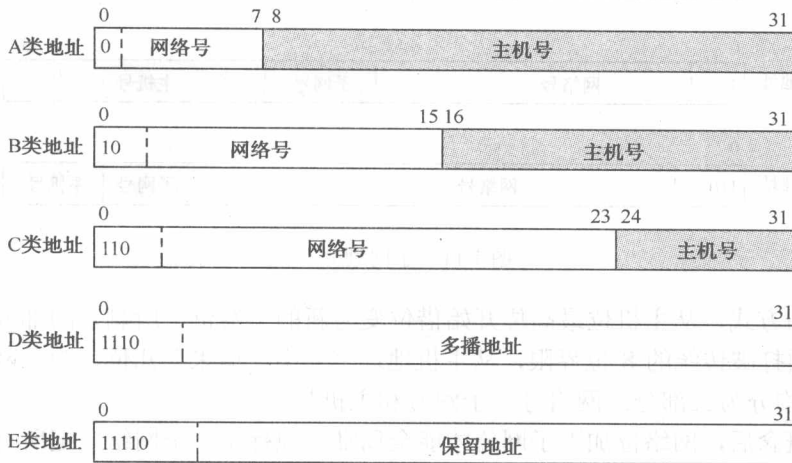 0 7 8 31
A类地址 0 网络号 主机号
0 15 16 31
B类地址 10 网络号 主机号
0 23 24 31
C类地址 110 网络号 主机号
0 31
D类地址 1110 多播地址
0 31
E类地址 11110 保留地址